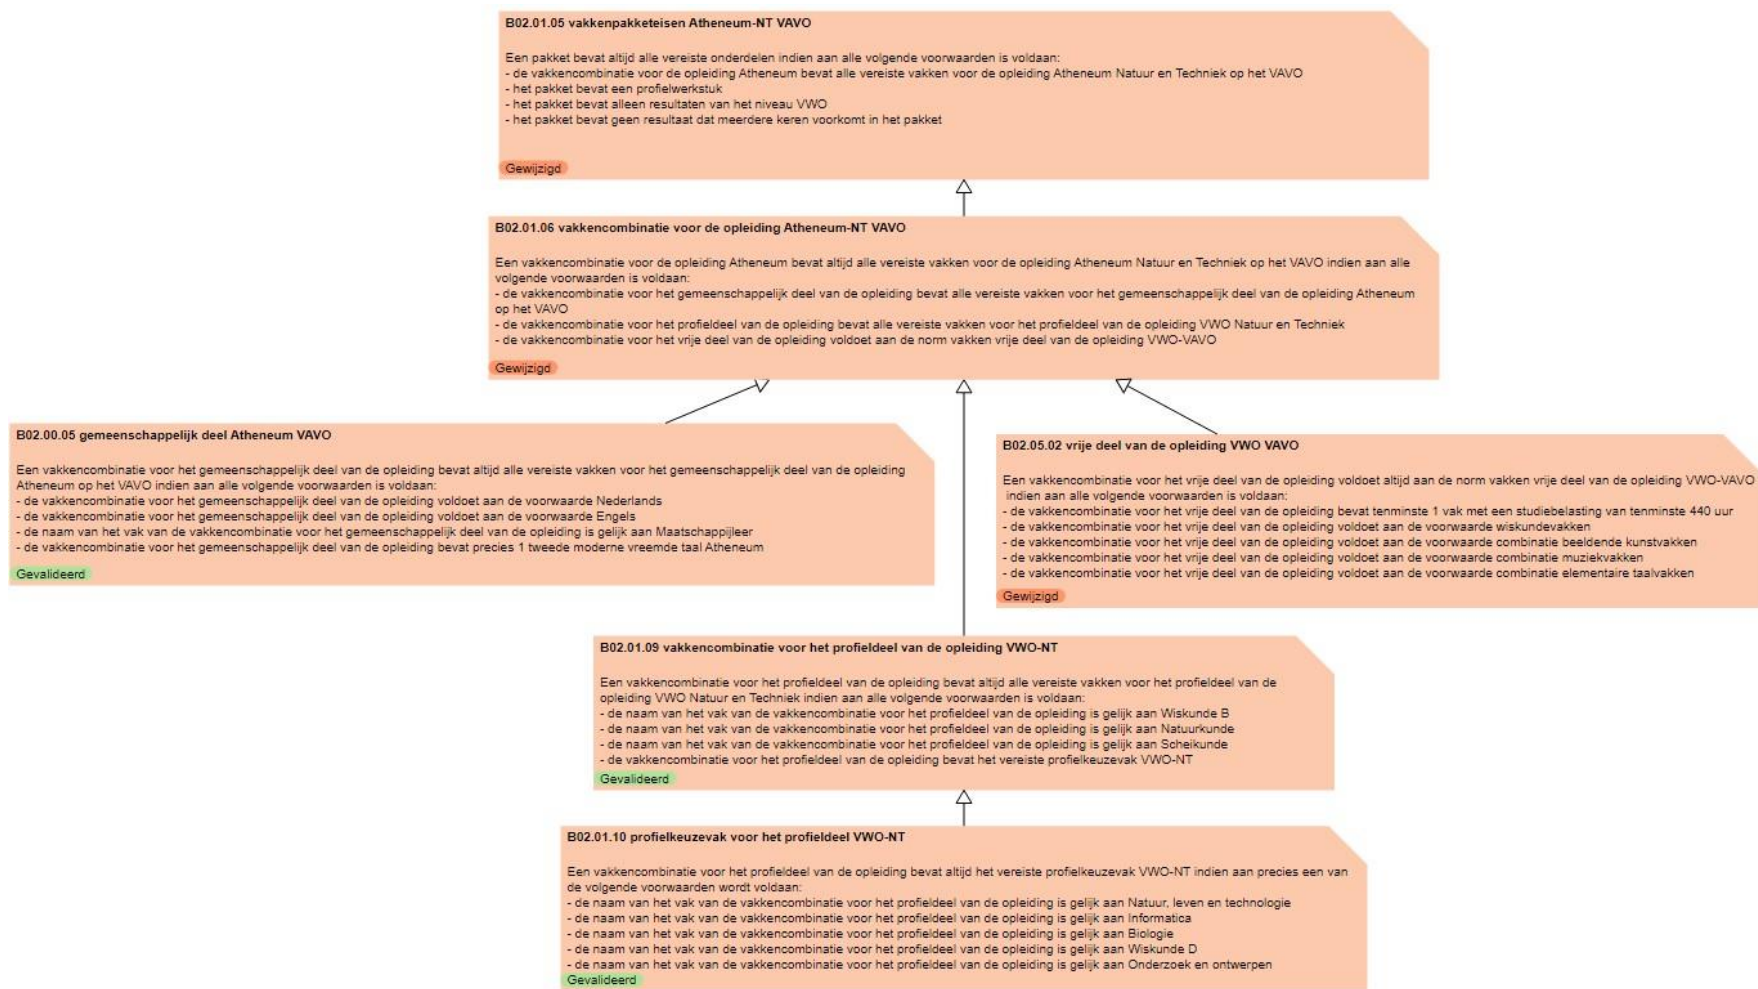 B02.01.05 vakkenpakketeisen Atheneum-NT VAVO
Een pakket bevat altijd alle vereiste onderdelen indien aan alle volgende voorwaarden is voldaan:
- de vakkencombinatie voor de opleiding Atheneum bevat alle vereiste vakken voor de opleiding Atheneum Natuur en Techniek op het VAVO
- het pakket bevat een profielwerkstuk
- het pakket bevat alleen resultaten van het niveau VWO
- het pakket bevat geen resultaat dat meerdere keren voorkomt in het pakket
Gewijzigd
B02.01.06 vakkencombinatie voor de opleiding Atheneum-NT VAVO
Een vakkencombinatie voor de opleiding Atheneum bevat altijd alle vereiste vakken voor de opleiding Atheneum Natuur en Techniek op het VAVO indien aan alle
volgende voorwaarden is voldaan:
- de vakkencombinatie voor het gemeenschappelijk deel van de opleiding bevat alle vereiste vakken voor het gemeenschappelijk deel van de opleiding Atheneum
op het VAVO
- de vakkencombinatie voor het profieldeel van de opleiding bevat alle vereiste vakken voor het profieldeel van de opleiding VWO Natuur en Techniek
- de vakkencombinatie voor het vrije deel van de opleiding voldoet aan de norm vakken vrije deel van de opleiding VWO-VAVO
Gewijzigd
B02.00.05 gemeenschappelijk deel Atheneum VAVO
Een vakkencombinatie voor het gemeenschappelijk deel van de opleiding bevat altijd alle vereiste vakken voor het gemeenschappelijk deel van de opleiding
Atheneum op het VAVO indien aan alle volgende voorwaarden is voldaan:
- de vakkencombinatie voor het gemeenschappelijk deel van de opleiding voldoet aan de voorwaarde Nederlands
- de vakkencombinatie voor het gemeenschappelijk deel van de opleiding voldoet aan de voorwaarde Engels
- de naam van het vak van de vakkencombinatie voor het gemeenschappelijk deel van de opleiding is gelijk aan Maatschappijleer
- de vakkencombinatie voor het gemeenschappelijk deel van de opleiding bevat precies 1 tweede moderne vreemde taal Atheneum
Gevalideerd
B02.05.02 vrije deel van de opleiding VWO VAVO
Een vakkencombinatie voor het vrije deel van de opleiding voldoet altijd aan de norm vakken vrije deel van de opleiding VWO-VAVO
indien aan alle volgende voorwaarden is voldaan:
- de vakkencombinatie voor het vrije deel van de opleiding bevat tenminste 1 vak met een studiebelasting van tenminste 440 uur
- de vakkencombinatie voor het vrije deel van de opleiding voldoet aan de voorwaarde wiskundevakken
- de vakkencombinatie voor het vrije deel van de opleiding voldoet aan de voorwaarde combinatie beeldende kunstvakken
- de vakkencombinatie voor het vrije deel van de opleiding voldoet aan de voorwaarde combinatie muziekvakken
- de vakkencombinatie voor het vrije deel van de opleiding voldoet aan de voorwaarde combinatie elementaire taalvakken
Gewijzigd
B02.01.09 vakkencombinatie voor het profieldeel van de opleiding VWO-NT
Een vakkencombinatie voor het profieldeel van de opleiding bevat altijd alle vereiste vakken voor het profieldeel van de
opleiding VWO Natuur en Techniek indien aan alle volgende voorwaarden is voldaan:
- de naam van het vak van de vakkencombinatie voor het profieldeel van de opleiding is gelijk aan Wiskunde B
- de naam van het vak van de vakkencombinatie voor het profieldeel van de opleiding is gelijk aan Natuurkunde
- de naam van het vak van de vakkencombinatie voor het profieldeel van de opleiding is gelijk aan Scheikunde
- de vakkencombinatie voor het profieldeel van de opleiding bevat het vereiste profielkeuzevak VWO-NT
Gevalideerd
B02.01.10 profielkeuzevak voor het profieldeel VWO-NT
Een vakkencombinatie voor het profieldeel van de opleiding bevat altijd het vereiste profielkeuzevak VWO-NT indien aan precies een van
de volgende voorwaarden wordt voldaan:
- de naam van het vak van de vakkencombinatie voor het profieldeel van de opleiding is gelijk aan Natuur, leven en technologie
- de naam van het vak van de vakkencombinatie voor het profieldeel van de opleiding is gelijk aan Informatica
- de naam van het vak van de vakkencombinatie voor het profieldeel van de opleiding is gelijk aan Biologie
- de naam van het vak van de vakkencombinatie voor het profieldeel van de opleiding is gelijk aan Wiskunde D
- de naam van het vak van de vakkencombinatie voor het profieldeel van de opleiding is gelijk aan Onderzoek en ontwerpen
Gevalideerd